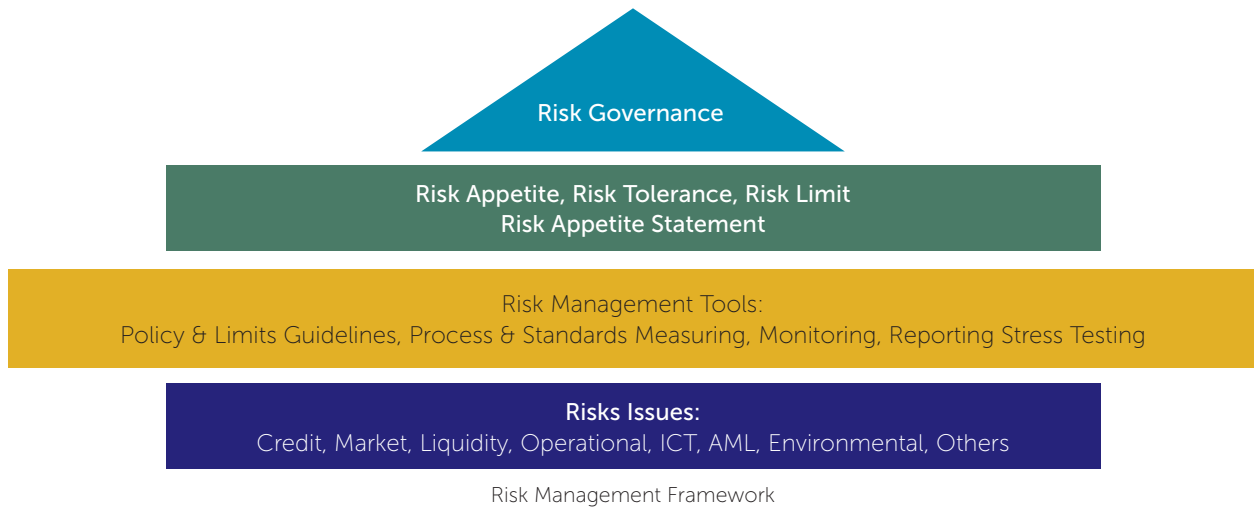 Risk Governance
Risk Appetite, Risk Tolerance, Risk Limit
Risk Appetite Statement
Risk Management Tools:
Policy & Limits Guidelines, Process & Standards Measuring, Monitoring, Reporting Stress Testing
Risks Issues:
Credit, Market, Liquidity, Operational, ICT, AML, Environmental, Others
Risk Management Framework